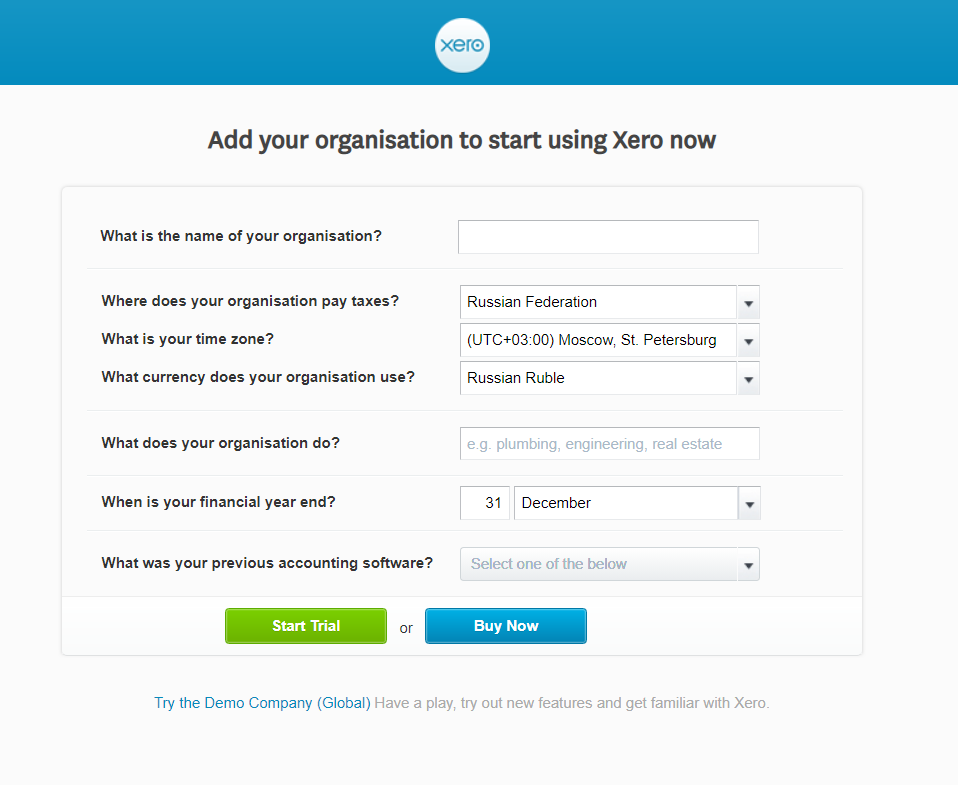 xero
Add your organisation to start using Xero now
What is the name of your organisation?
Where does your organisation pay taxes? Russian Federation
What is your time zone? (UTC+03:00) Moscow, St. Petersburg
What currency does your organisation use? Russian Ruble
What does your organisation do? e.g. plumbing, engineering, real estate
When is your financial year end? 31 December
What was your previous accounting software? Select one of the below
Start Trial or Buy Now
Try the Demo Company (Global) Have a play, try out new features and get familiar with Xero.